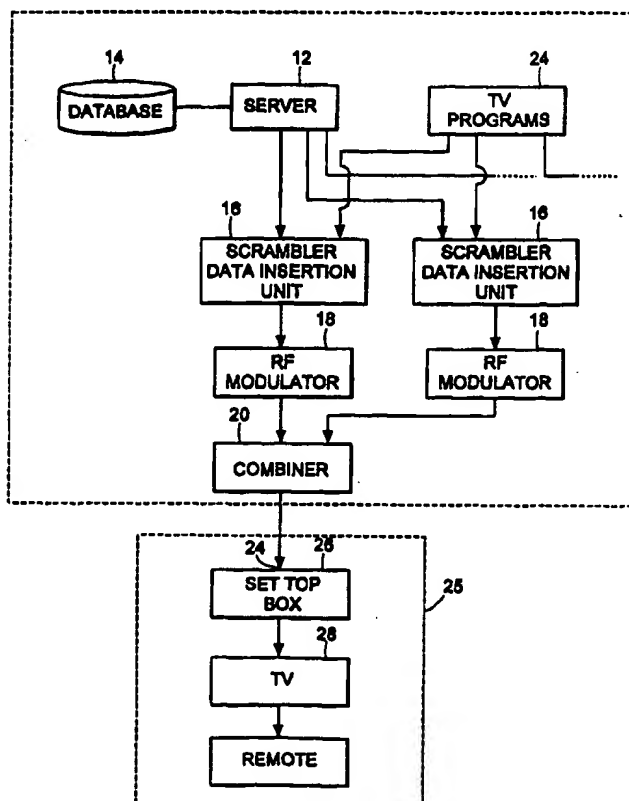 14
12
24
DATABASE
SERVER
TV
PROGRAMS
16
16
SCRAMBLER
DATA INSERTION
UNIT
SCRAMBLER
DATA INSERTION
UNIT
18
18
RF
MODULATOR
RF
MODULATOR
20
COMBINER
24
26
SET TOP
BOX
25
28
TV
REMOTE